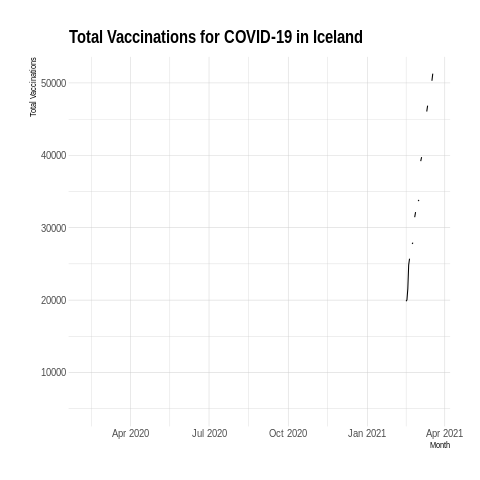 Total Vaccinations for COVID-19 in Iceland
Total Vaccinations
50000
40000
30000
20000
10000
Apr 2020 Jul 2020 Oct 2020 Jan 2021 Apr 2021
Month